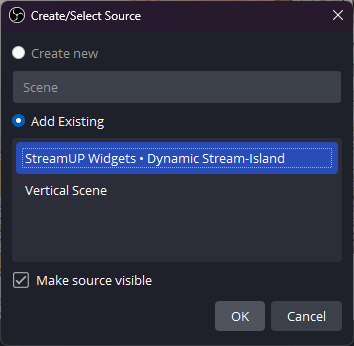 Create/Select Source
Create new
Scene
Add Existing
StreamUP Widgets • Dynamic Stream-Island
Vertical Scene
Make source visible
OK
Cancel